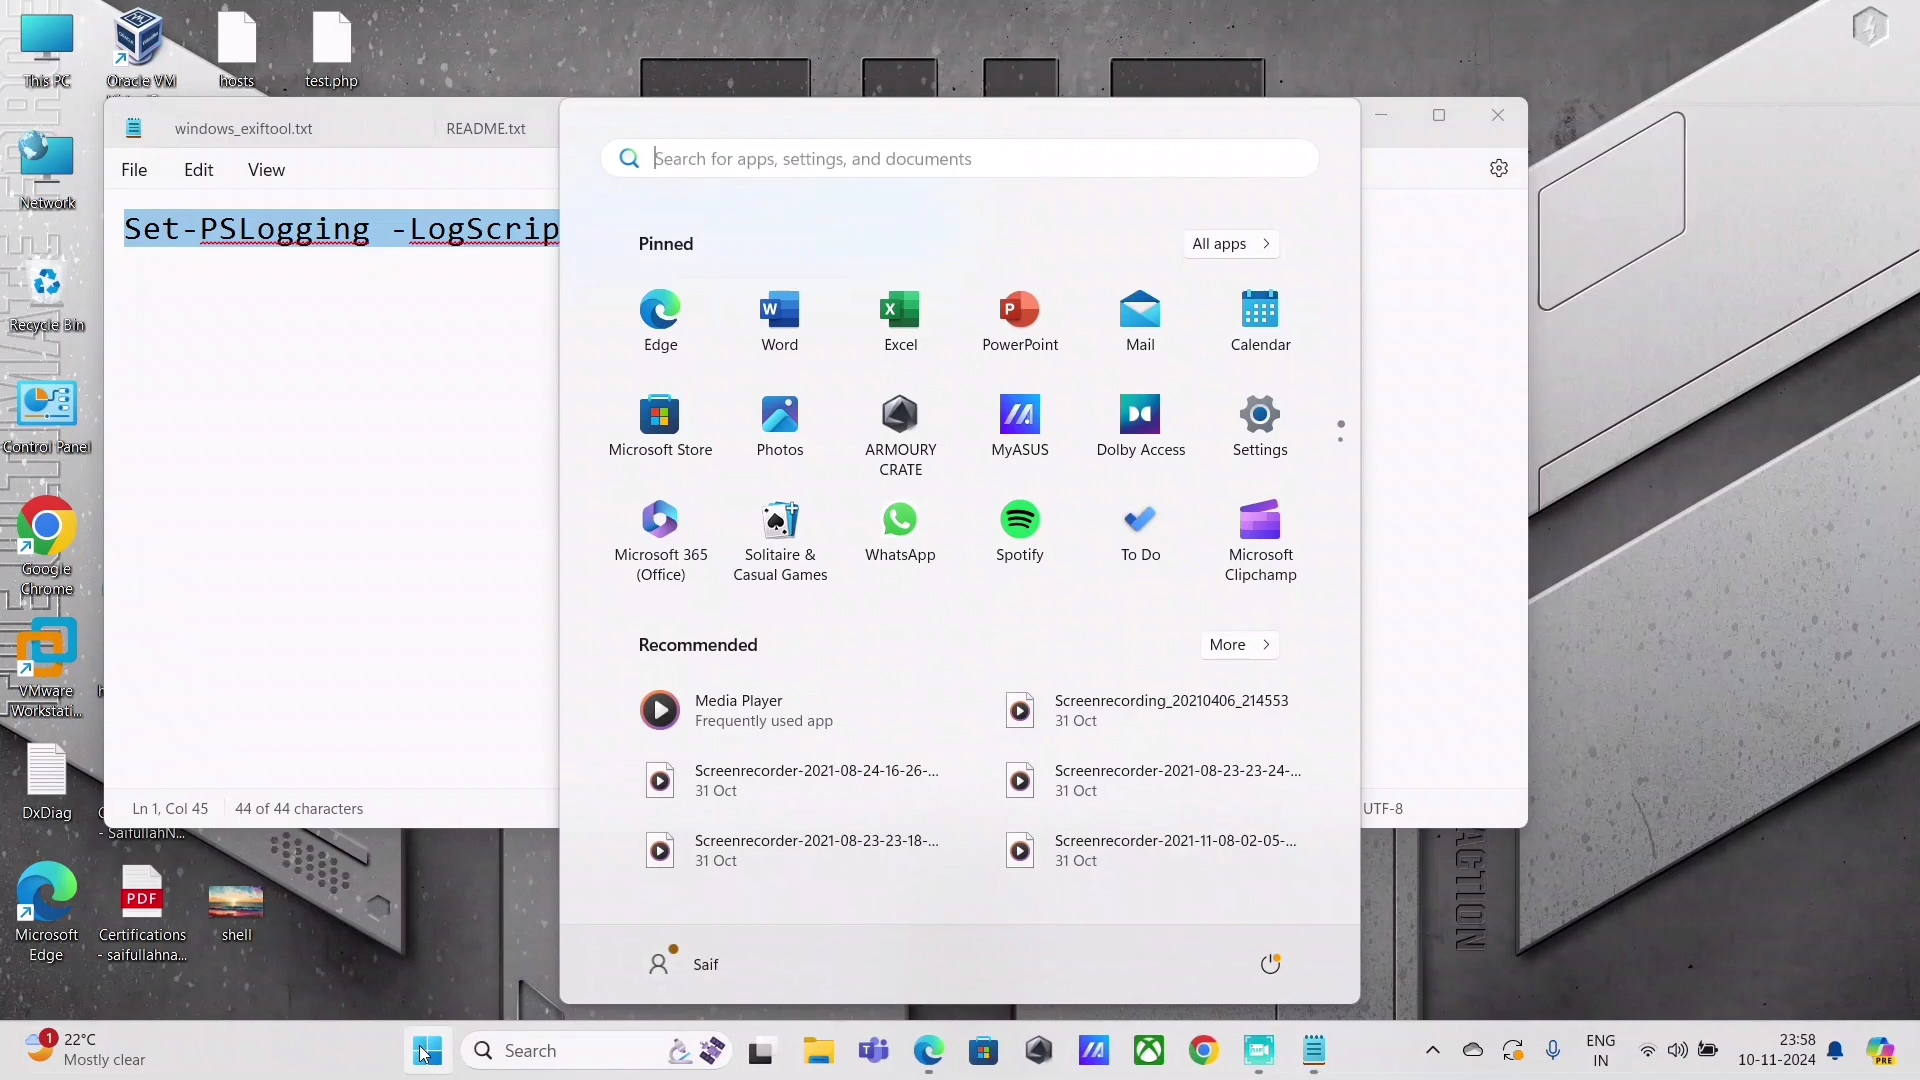 This PC
Oracle VM
hosts
test.php
Network
Recycle Bin
Control Panel
Google
Chrome
VMware
Workstati...
DxDiag
- SaifullahN...
Microsoft
Edge
PDF
Certifications
- saifullahna...
shell
windows_exiftool.txt
README.txt
File
Edit
View
Set-PSLogging -LogScrip
Ln 1, Col 45
44 of 44 characters
UTF-8
Search for apps, settings, and documents
Pinned
All apps
Edge
Word
Excel
PowerPoint
Mail
Calendar
Microsoft Store
Photos
ARMOURY
CRATE
MyASUS
Dolby Access
Settings
Microsoft 365
(Office)
Solitaire &
Casual Games
WhatsApp
Spotify
To Do
Microsoft
Clipchamp
Recommended
More
Media Player
Frequently used app
Screenrecording_20210406_214553
31 Oct
Screenrecorder-2021-08-24-16-26-...
31 Oct
Screenrecorder-2021-08-23-23-24-...
31 Oct
Screenrecorder-2021-08-23-23-18-...
31 Oct
Screenrecorder-2021-11-08-02-05-...
31 Oct
Saif
1
22°C
Mostly clear
Search
ENG
IN
23:58
10-11-2024
PRE